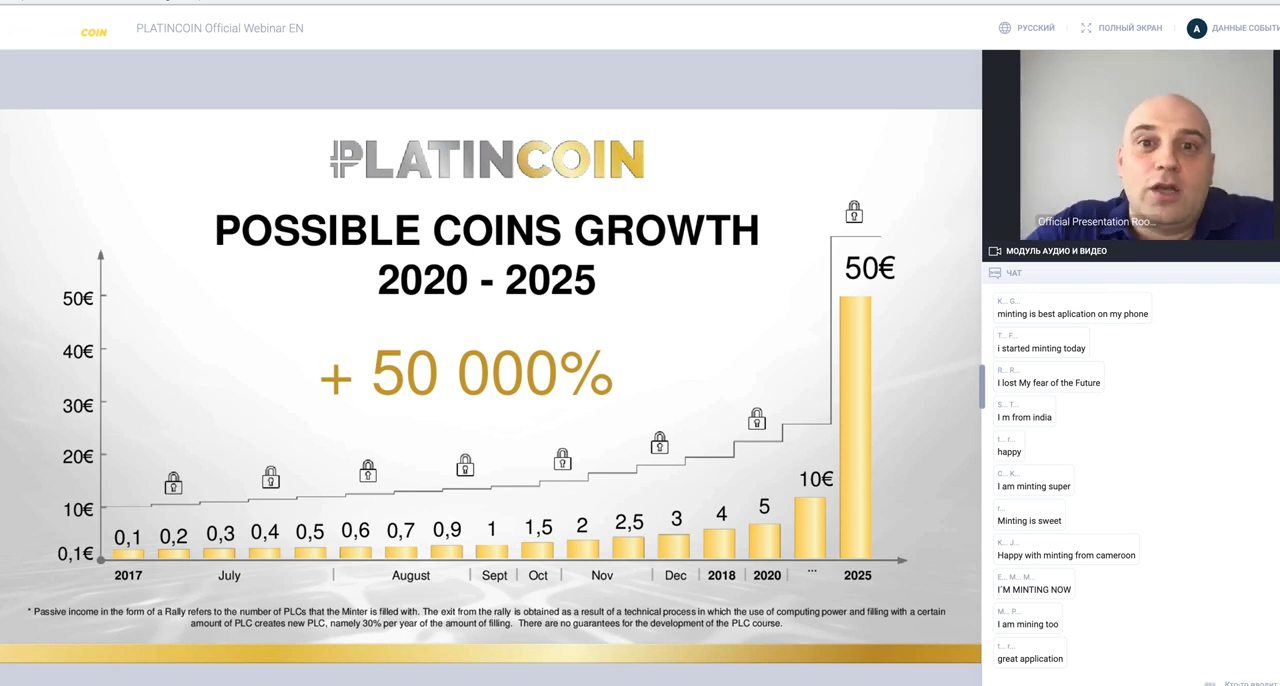 COIN
PLATINCOIN Official Webinar EN
РУССКИЙ
ПОЛНЫЙ ЭКРАН
A
ДАННЫЕ СОБЫТИ
PLATINCOIN
POSSIBLE COINS GROWTH
2020 - 2025
+ 50 000%
50€
40€
30€
20€
10€
0,1€
0,1 0,2 0,3 0,4 0,5 0,6 0,7 0,9 1 1,5 2 2,5 3 4 5 10€ 50€
2017 July August Sept Oct Nov Dec 2018 2020 ... 2025
* Passive income in the form of a Rally refers to the number of PLCs that the Minter is filled with. The exit from the rally is obtained as a result of a technical process in which the use of computing power and filling with a certain
amount of PLC creates new PLC, namely 30% per year of the amount of filling. There are no guarantees for the development of the PLC course.
Official Presentation Roo...
МОДУЛЬ АУДИО И ВИДЕО
ЧАТ
K... G...
minting is best aplication on my phone
T... F...
i started minting today
R... R...
I lost My fear of the Future
S... T...
I m from india
t... r...
happy
C... K...
I am minting super
r...
Minting is sweet
K... J...
Happy with minting from cameroon
E... M... M...
I´M MINTING NOW
M... P...
I am mining too
t... r...
great application